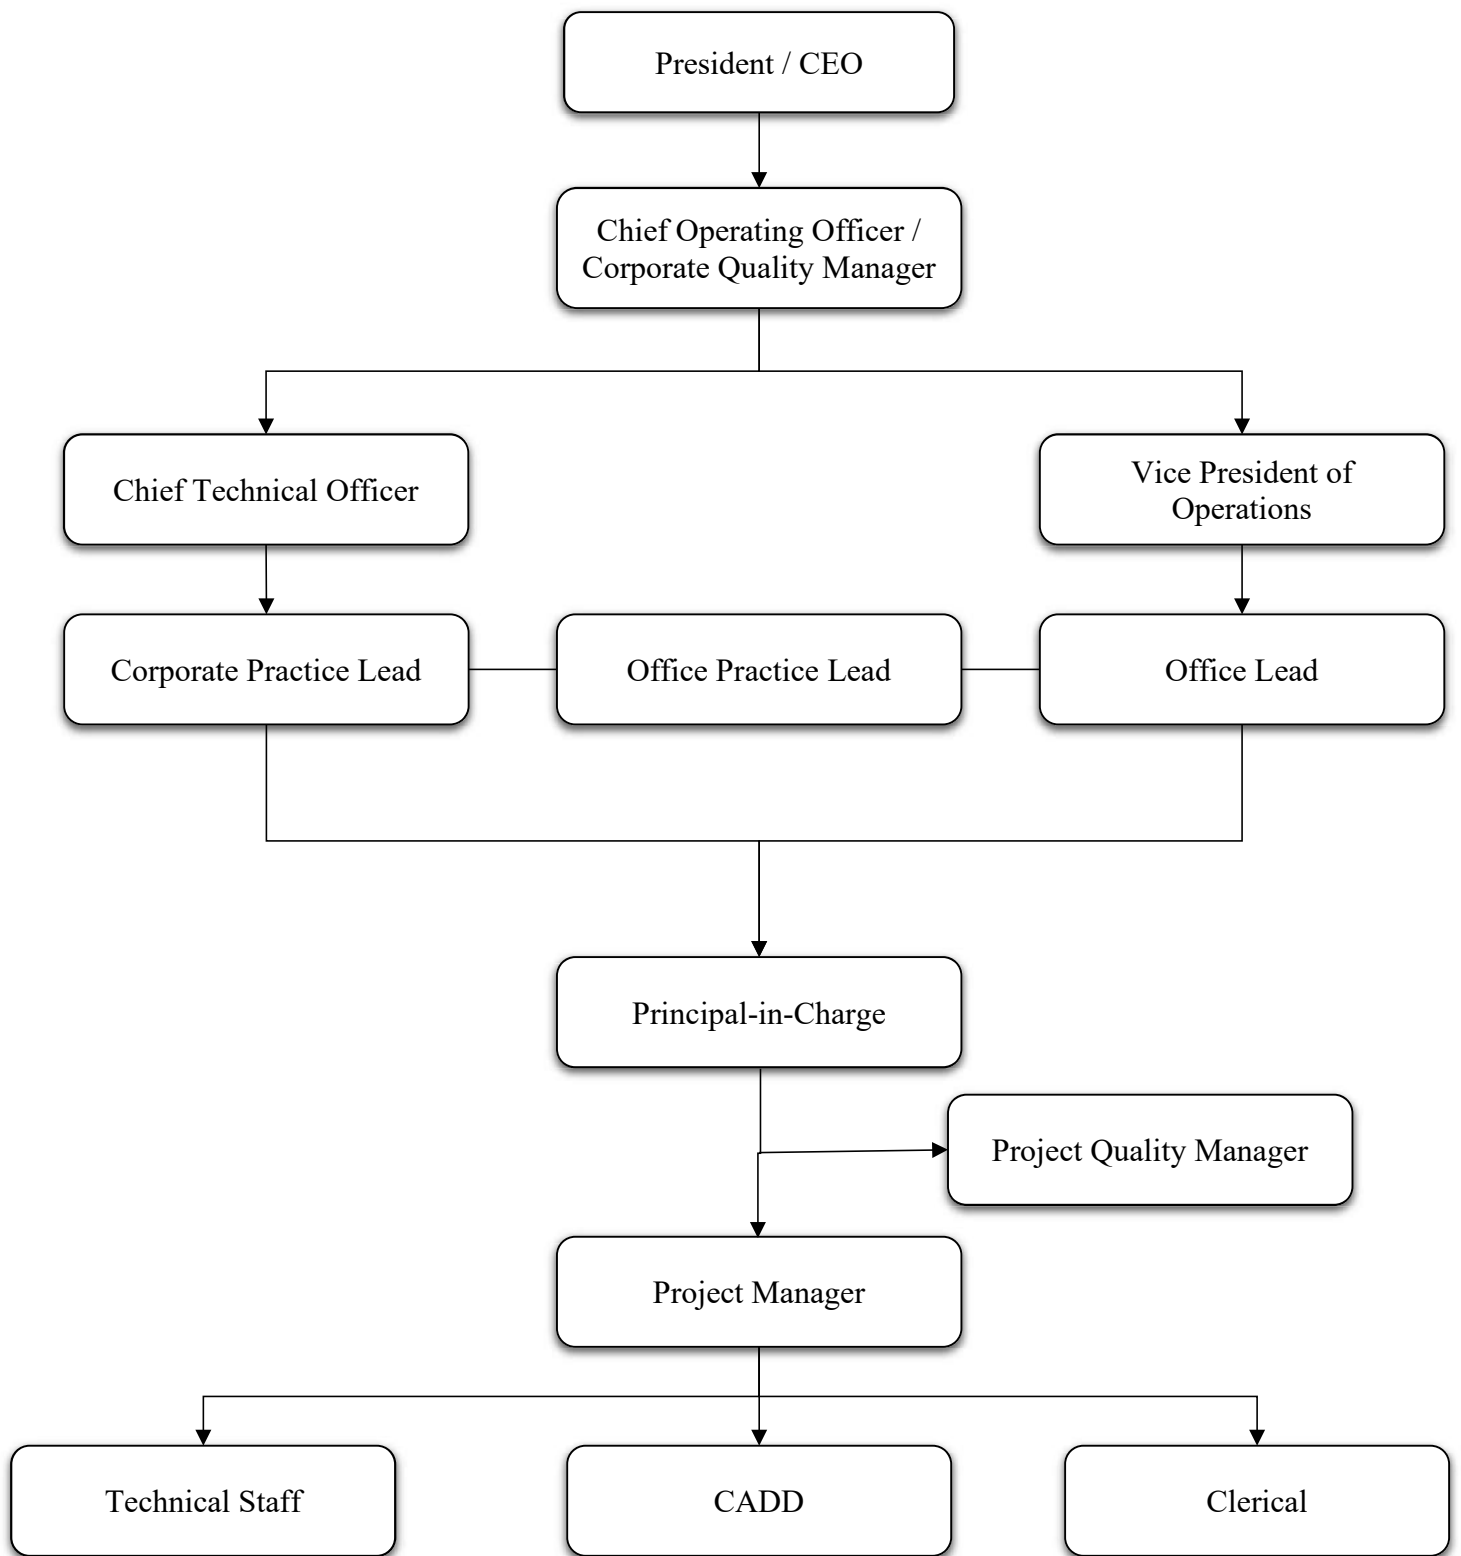 President / CEO
Chief Operating Officer /
Corporate Quality Manager
Chief Technical Officer
Vice President of
Operations
Corporate Practice Lead
Office Practice Lead
Office Lead
Principal-in-Charge
Project Quality Manager
Project Manager
Technical Staff
CADD
Clerical